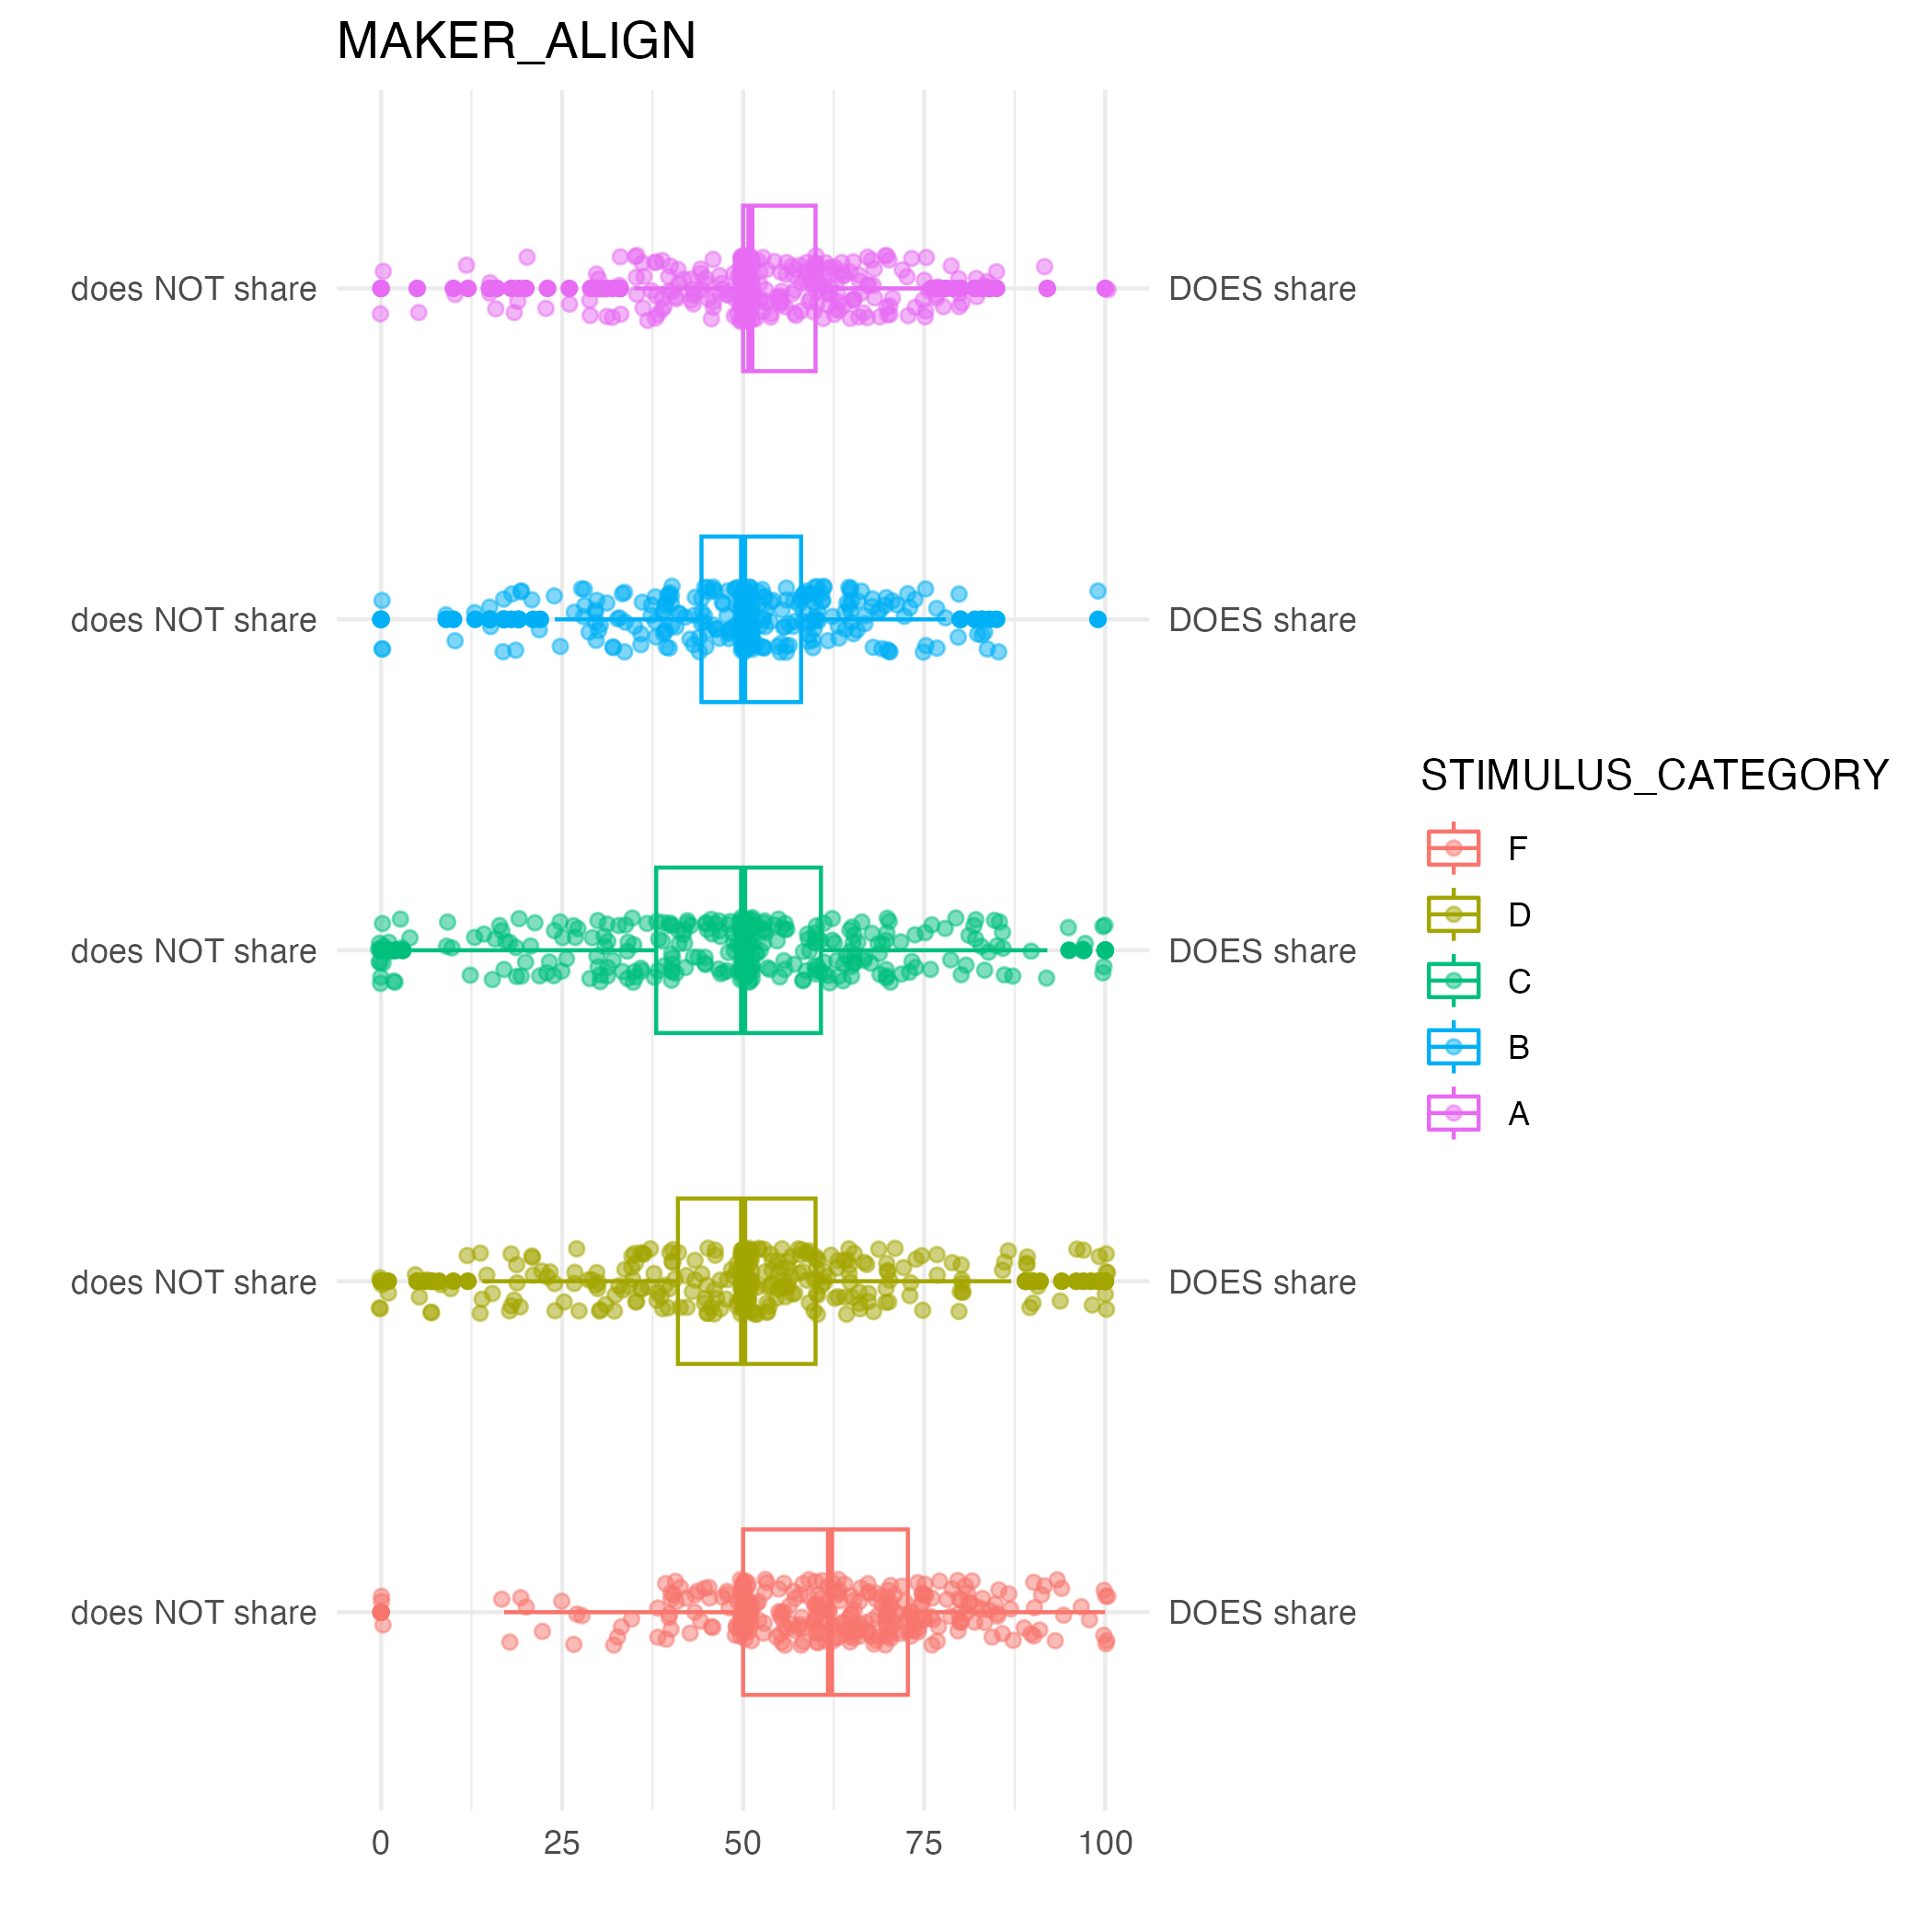 MAKER_ALIGN
does NOT share DOES share
does NOT share DOES share
does NOT share DOES share
does NOT share DOES share
does NOT share DOES share
0 25 50 75 100
STIMULUS_CATEGORY
F
D
C
B
A